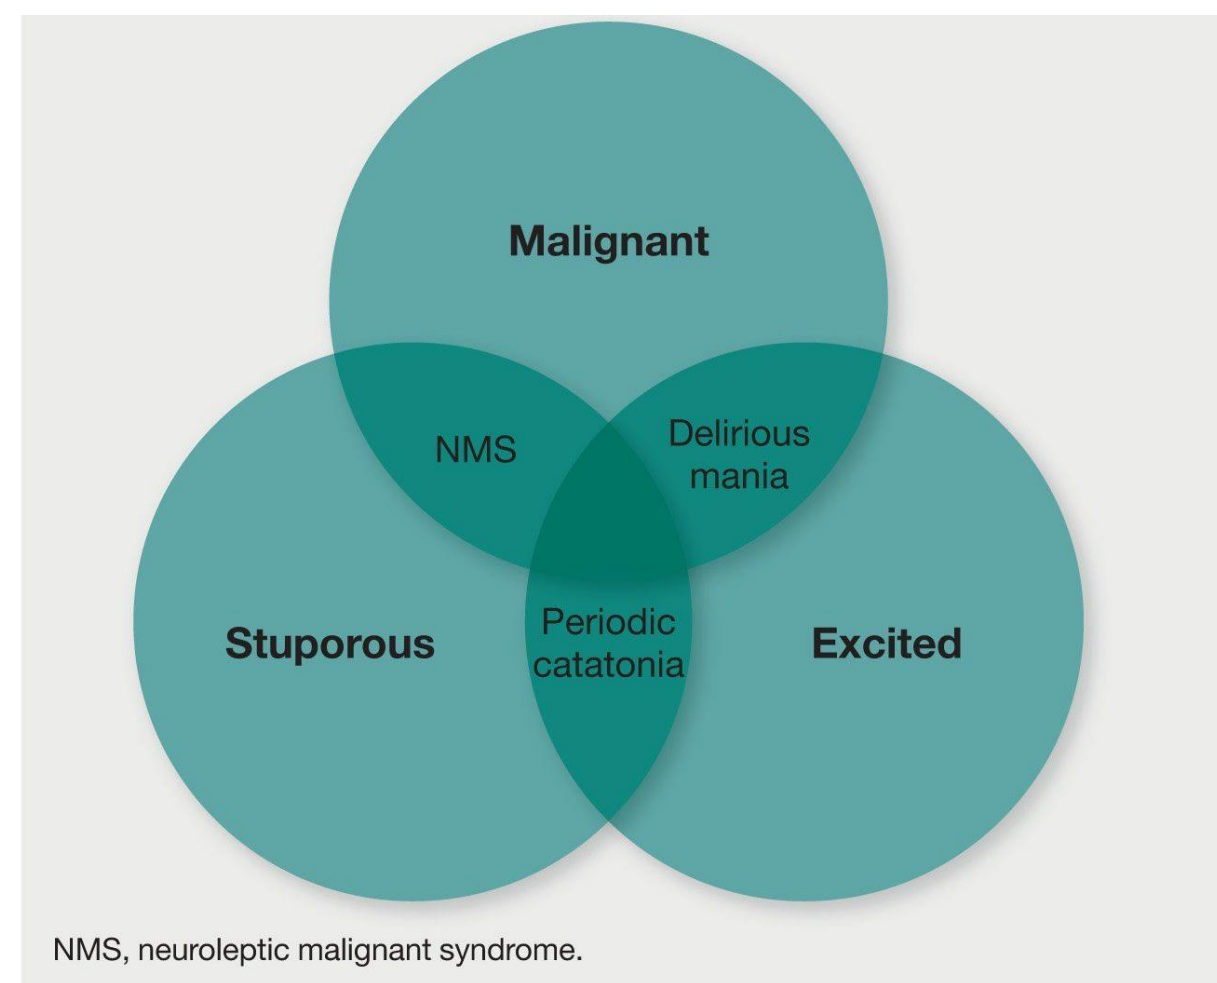 Malignant
NMS
Delirious
mania
Stuporous
Periodic
catatonia
Excited
NMS, neuroleptic malignant syndrome.